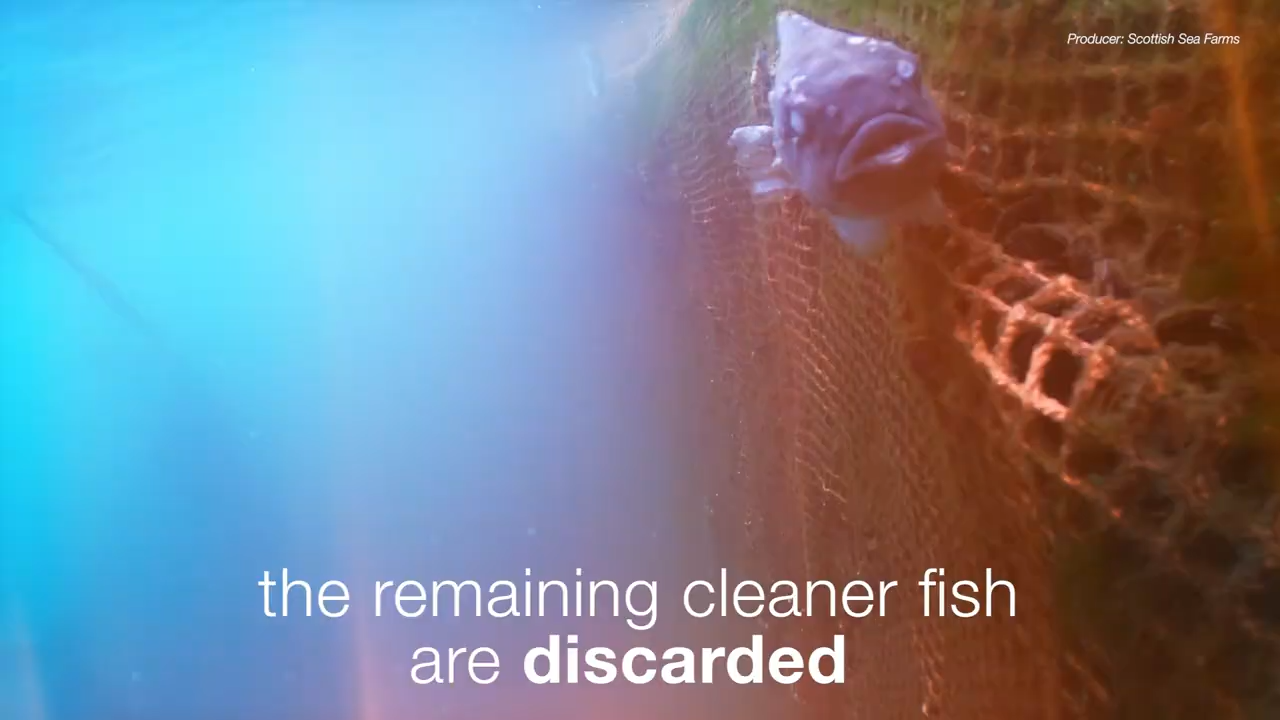 Producer: Scottish Sea Farms
the remaining cleaner fish
are discarded